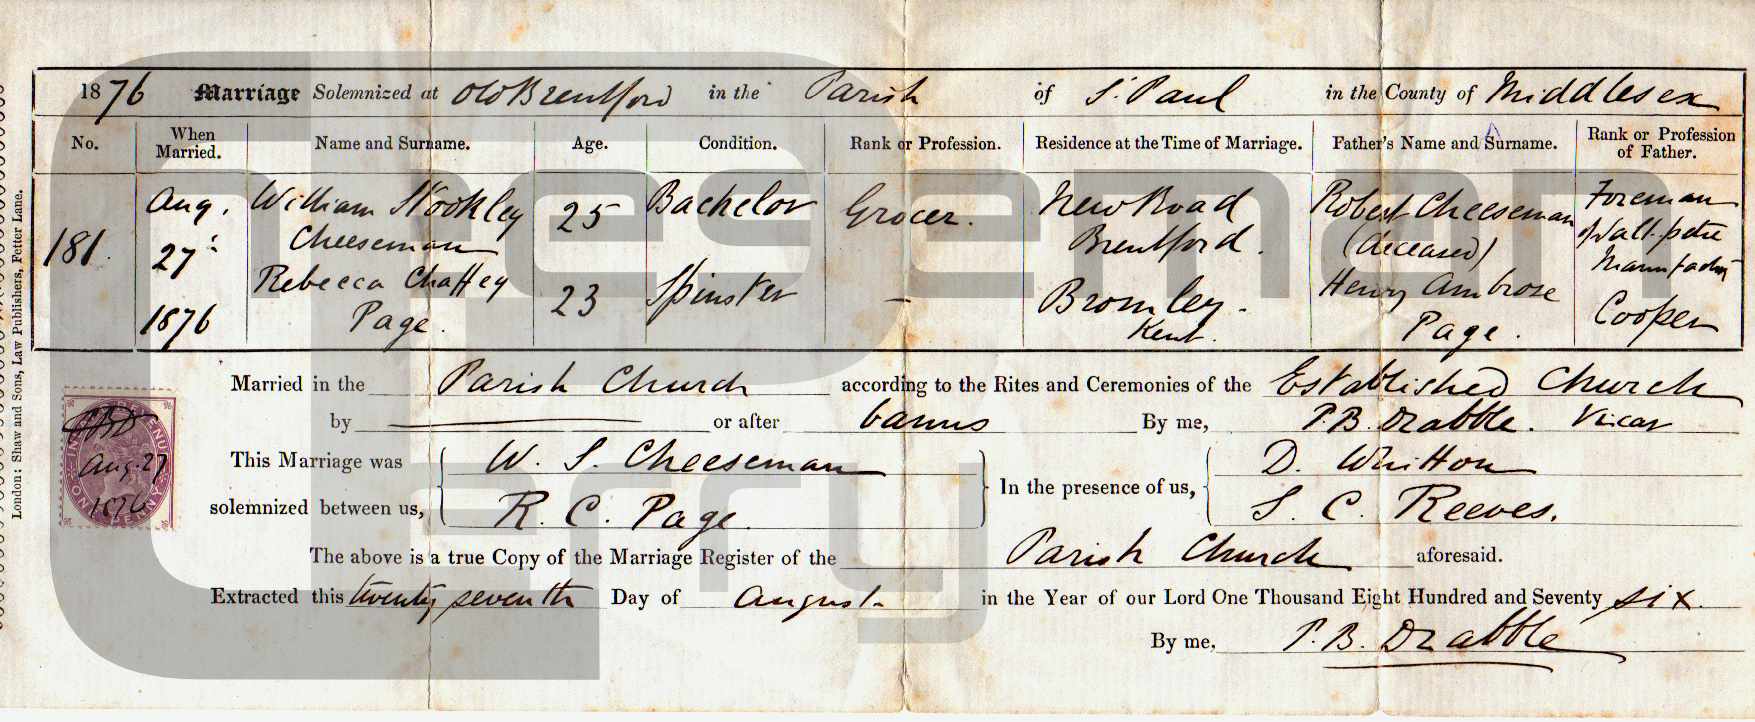 1876 Marriage Solemnized at Old Brentford in the Parish of S. Paul in the County of Middlesex
No. When Married. Name and Surname. Age. Condition. Rank or Profession. Residence at the Time of Marriage. Father's Name and Surname. Rank or Profession of Father.
181. Aug. 27 1876
William Stookley Cheeseman 25 Bachelor Grocer. New Road Brentford. Robert Cheeseman (deceased) Foreman of Salt-petre Manufactory
Rebecca Chaffey Page. 23 Spinster – Bromley. Kent. Henry Ambrose Page. Cooper
Married in the Parish Church according to the Rites and Ceremonies of the Established Church
by or after banns By me, P.B. Drabble. Vicar
This Marriage was solemnized between us, W. S. Cheeseman R. C. Page. In the presence of us, D. Whitton S. C. Reeves.
The above is a true Copy of the Marriage Register of the Parish Church aforesaid.
Extracted this twenty seventh Day of August in the Year of our Lord One Thousand Eight Hundred and Seventy six.
By me, P.B. Drabble
London: Shaw and Sons, Law Publishers, Fetter Lane.
INLAND REVENUE
ONE PENNY
Aug. 27
1876